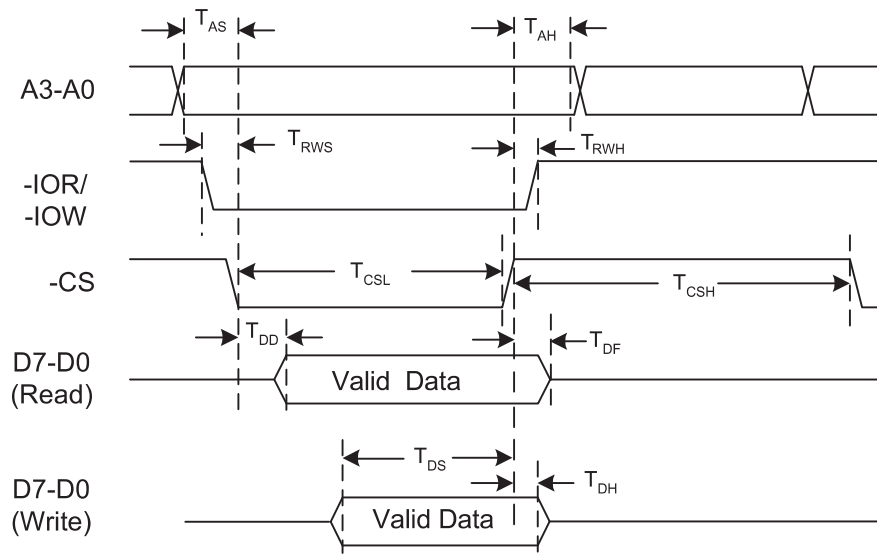 TAS
TAH
A3-A0
TRWS
TRWH
-IOR/
-IOW
-CS
TCSL
TCSH
TDD
TDF
D7-D0
(Read)
Valid Data
TDS
TDH
D7-D0
(Write)
Valid Data